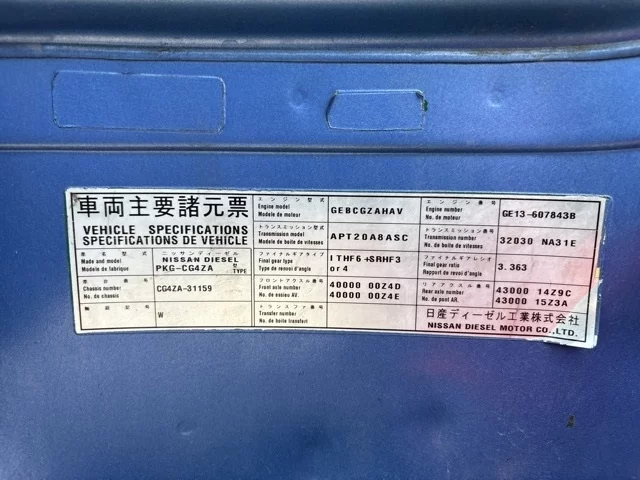 車両主要諸元票
VEHICLE SPECIFICATIONS
SPECIFICATIONS DE VEHICLE
車名型式
Made and model
Modele de fabrique
ニッサンディーゼル
NISSAN DIESEL
PKG-CG4ZA
型
TYPE
車台番号
Chassis number
No. de chassis
CG4ZA-31159
W
エンジン型式
Engine model
Modele de moteur
GEBCGZAHAV
エンジン番号
Engine number
No. de moteur
GE13-607843B
トランスミッション型式
Transmission model
Modele de boite de vitesses
APT20A8ASC
トランスミッション番号
Transmission number
No. de boite de vitesses
32030 NA31E
ファイナルギアタイプ
Final gear type
Type de renvoi d'angle
1THF6+SRHF3
or4
ファイナルギアレシオ
Final gear ratio
Rapport de renvoi d'angle
3.363
フロントアクスル番号
Front axle number
No. de essieu AV.
40000 00Z4D
40000 00Z4E
リアアクスル番号
Rear axle number
No. de pont AR.
43000 14Z9C
43000 15Z3A
トランスファ番号
Transfer number
No. de boite transfert
日産ディーゼル工業株式会社
NISSAN DIESEL MOTOR CO.,LTD.